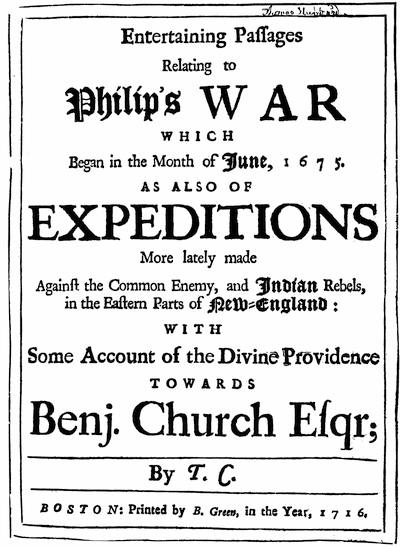 Entertaining Paſſages
Relating to
Philip's WAR
WHICH
Began in the Month of June, 1675.
AS ALSO OF
EXPEDITIONS
More lately made
Againſt the Common Enemy, and Indian Rebels,
in the Eaſtern Parts of New-England:
WITH
Some Account of the Divine Providence
TOWARDS
Benj. Church Eſqr;
By T. C.
BOSTON: Printed by B. Green, in the Year, 1716.